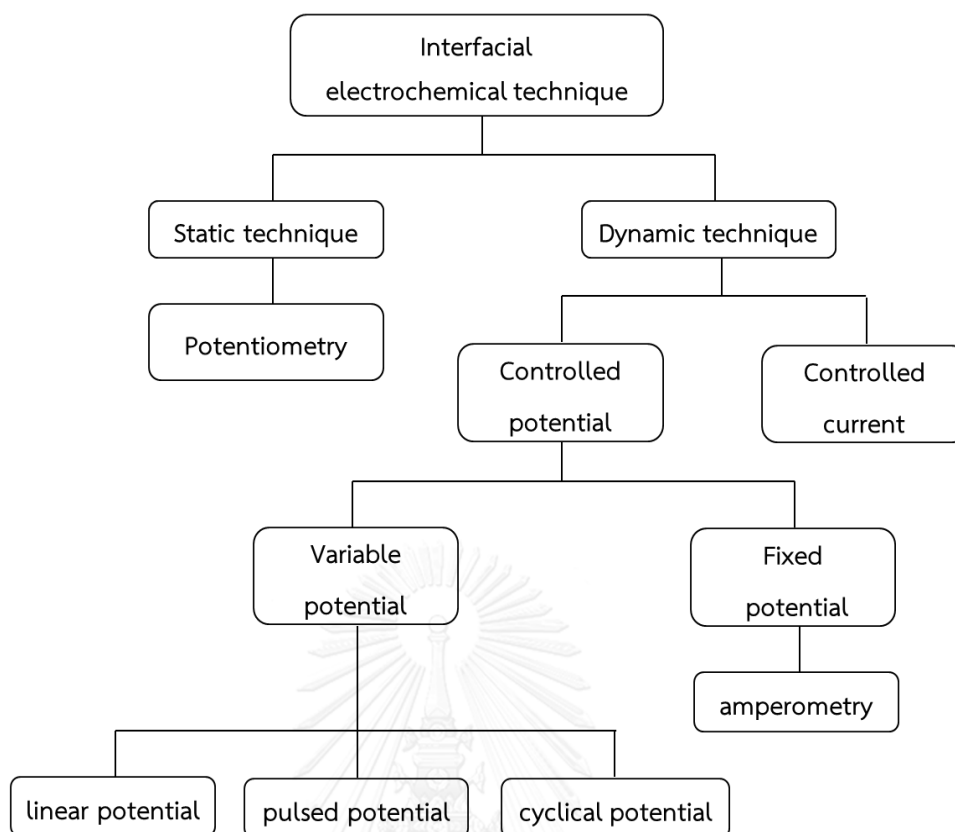 Interfacial
electrochemical technique
Static technique
Dynamic technique
Potentiometry
Controlled
potential
Controlled
current
Variable
potential
Fixed
potential
amperometry
linear potential
pulsed potential
cyclical potential